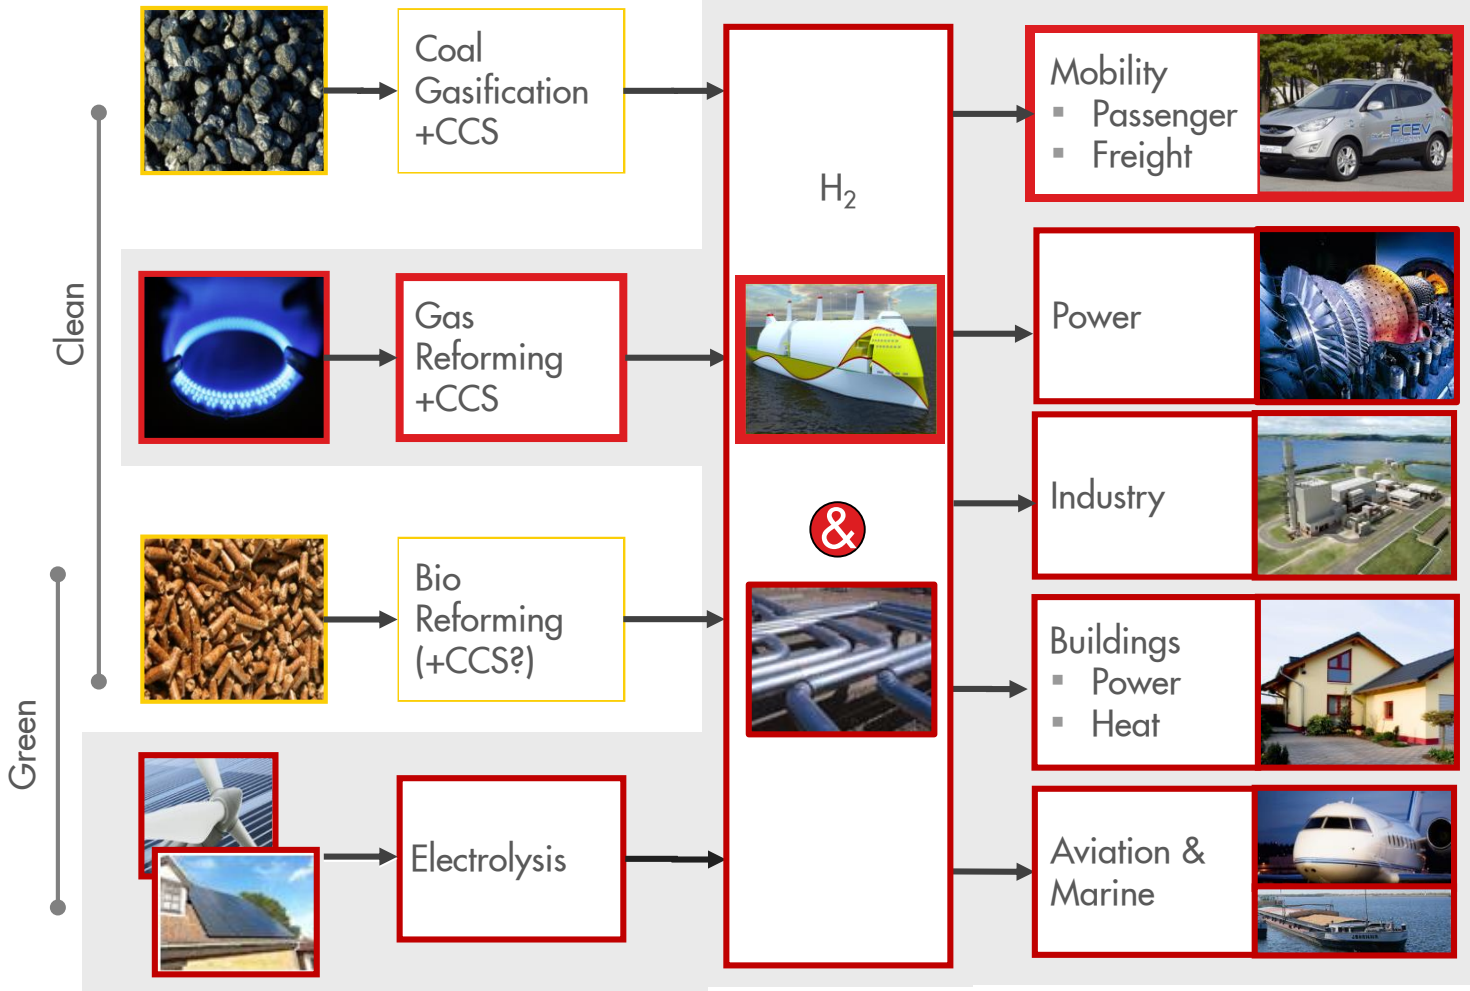 Clean
Green
Coal
Gasification
+CCS
Gas
Reforming
+CCS
Bio
Reforming
(+CCS?)
Electrolysis
H₂
&
Mobility
▪ Passenger
▪ Freight
FCEV
Power
Industry
Buildings
▪ Power
▪ Heat
Aviation &
Marine